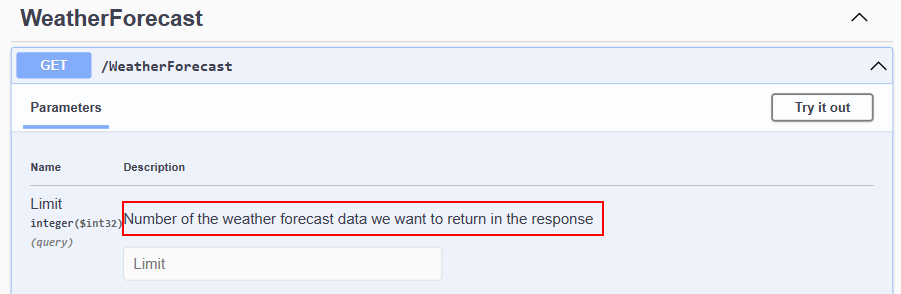 WeatherForecast
GET /WeatherForecast
Parameters
Try it out
Name Description
Limit
integer($int32)
(query)
Number of the weather forecast data we want to return in the response
Limit